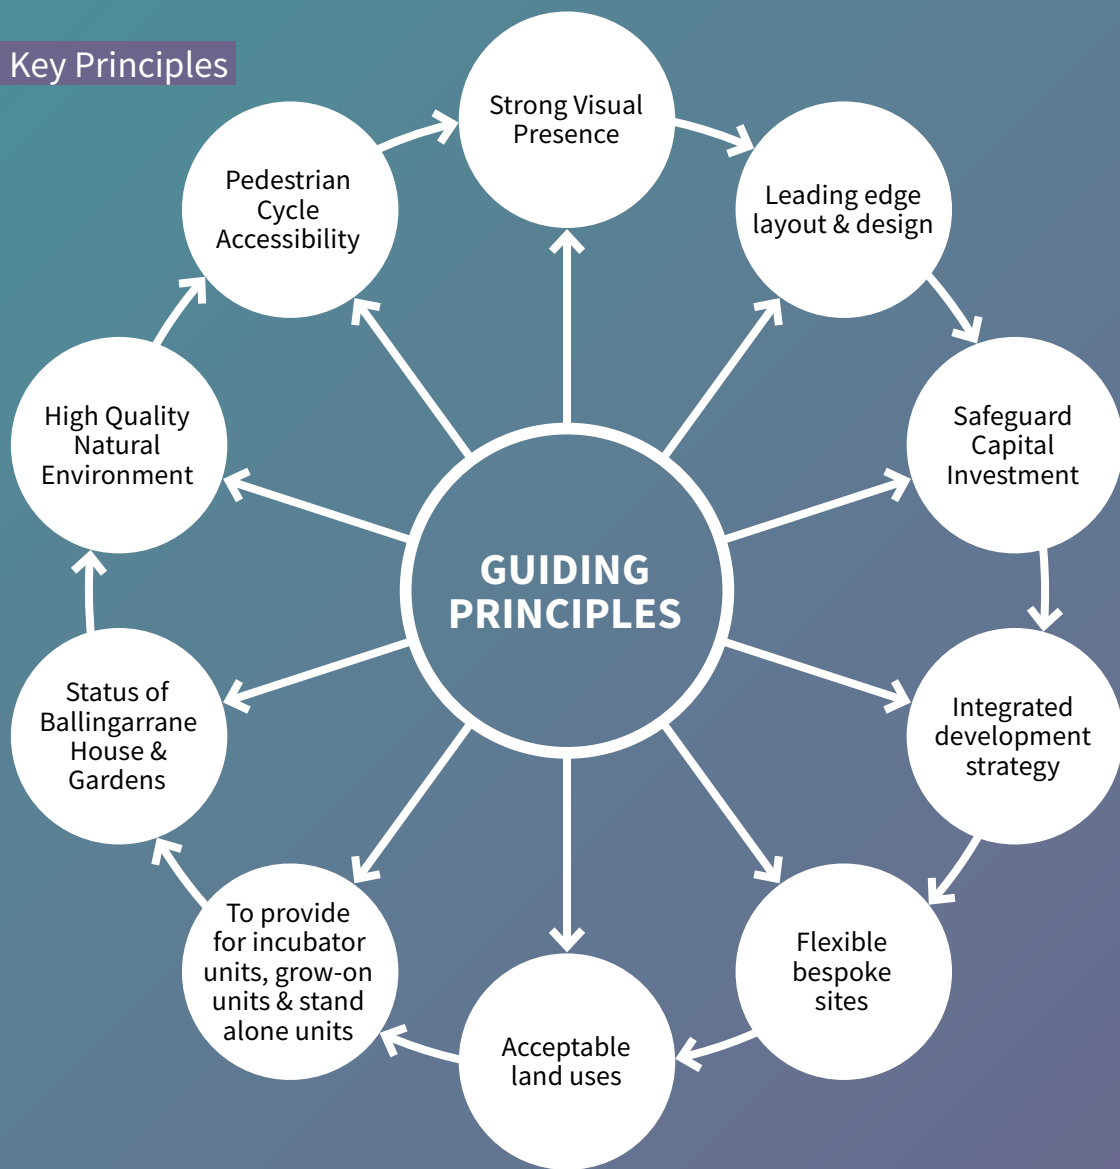 Key Principles
Strong Visual
Presence
Leading edge
layout & design
Safeguard
Capital
Investment
Integrated
development
strategy
Flexible
bespoke
sites
Acceptable
land uses
To provide
for incubator
units, grow-on
units & stand
alone units
Status of
Ballingarrane
House &
Gardens
High Quality
Natural
Environment
Pedestrian
Cycle
Accessibility
GUIDING
PRINCIPLES